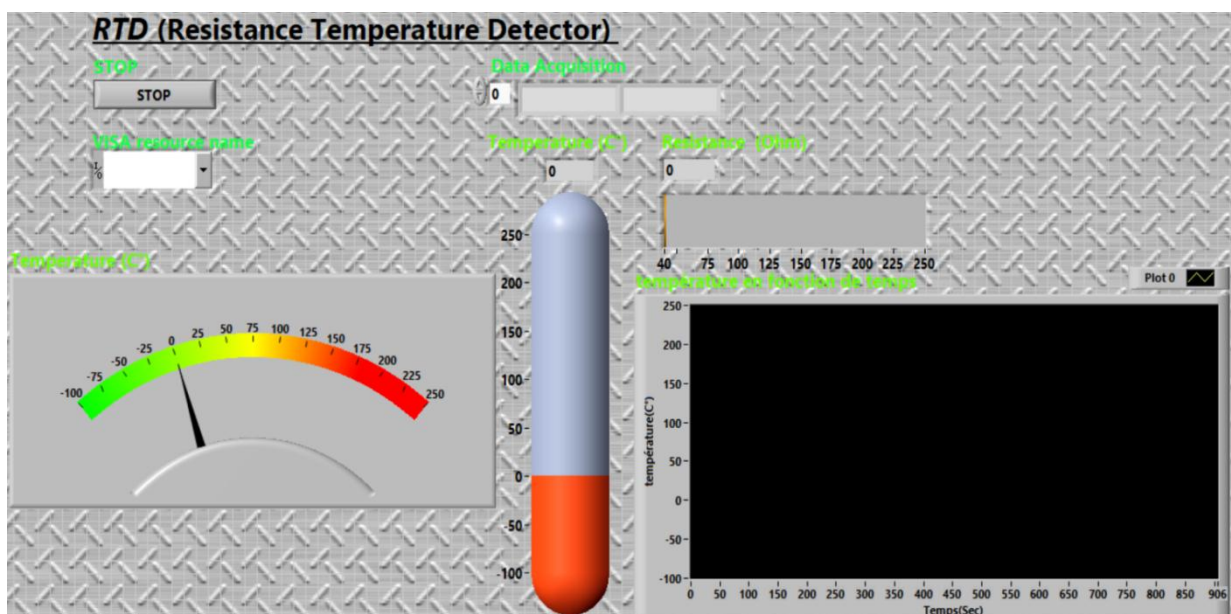 RTD (Resistance Temperature Detector)
STOP
STOP
Data Acquisition
0
VISA resource name
Temperature (C°)
0
Resistance (Ohm)
0
40 75 100 125 150 175 200 225 250
Temperature (C°)
-100 -75 -50 -25 0 25 50 75 100 125 150 175 200 225 250
250
200
150
100
50
0
-50
-100
température en fonction de temps
Plot 0
température(C°)
250
200
150
100
50
0
-50
-100
0 50 100 150 200 250 300 350 400 450 500 550 600 650 700 750 800 850 900
Temps(Sec)